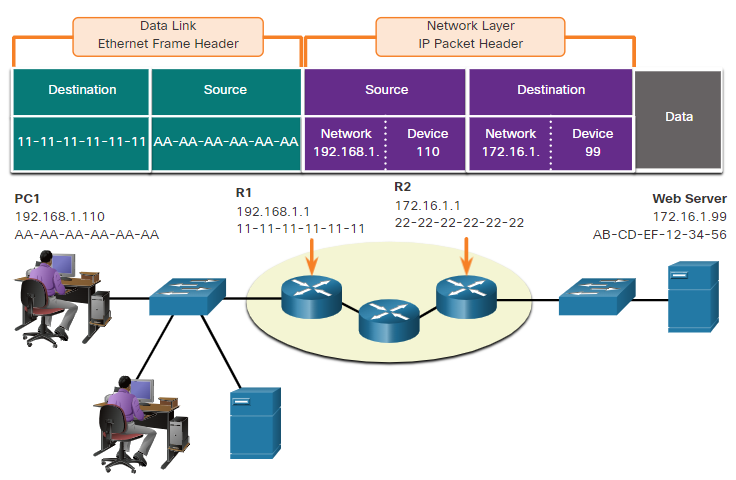 Data Link
Ethernet Frame Header
Network Layer
IP Packet Header
Destination
Source
Source
Destination
Data
11-11-11-11-11-11
AA-AA-AA-AA-AA-AA
Network
192.168.1.
Device
110
Network
172.16.1.
Device
99
PC1
192.168.1.110
AA-AA-AA-AA-AA-AA
R1
192.168.1.1
11-11-11-11-11-11
R2
172.16.1.1
22-22-22-22-22-22
Web Server
172.16.1.99
AB-CD-EF-12-34-56